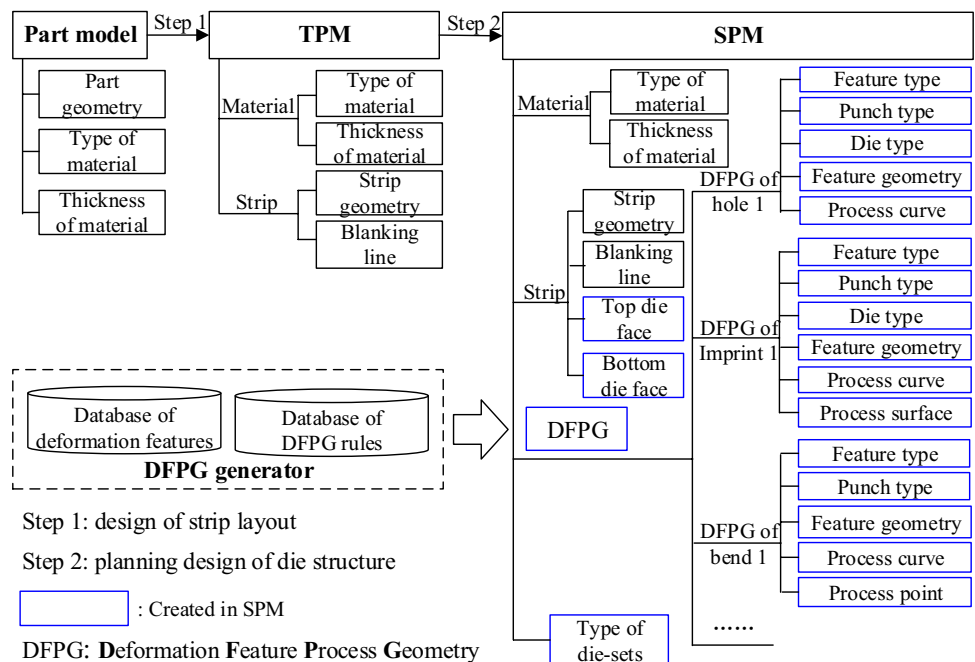 Part model
Step 1
TPM
Step 2
SPM
Part
geometry
Type of
material
Thickness
of material
Material
Type of
material
Thickness
of material
Strip
Strip
geometry
Blanking
line
Material
Type of
material
Thickness
of material
Strip
Strip
geometry
Blanking
line
Top die
face
Bottom
die face
DFPG
Type of
die-sets
DFPG of
hole 1
Feature type
Punch type
Die type
Feature geometry
Process curve
DFPG of
Imprint 1
Feature type
Punch type
Die type
Feature geometry
Process curve
Process surface
DFPG of
bend 1
Feature type
Punch type
Feature geometry
Process curve
Process point
……
Database of
deformation features
Database of
DFPG rules
DFPG generator
Step 1: design of strip layout
Step 2: planning design of die structure
: Created in SPM
DFPG: Deformation Feature Process Geometry